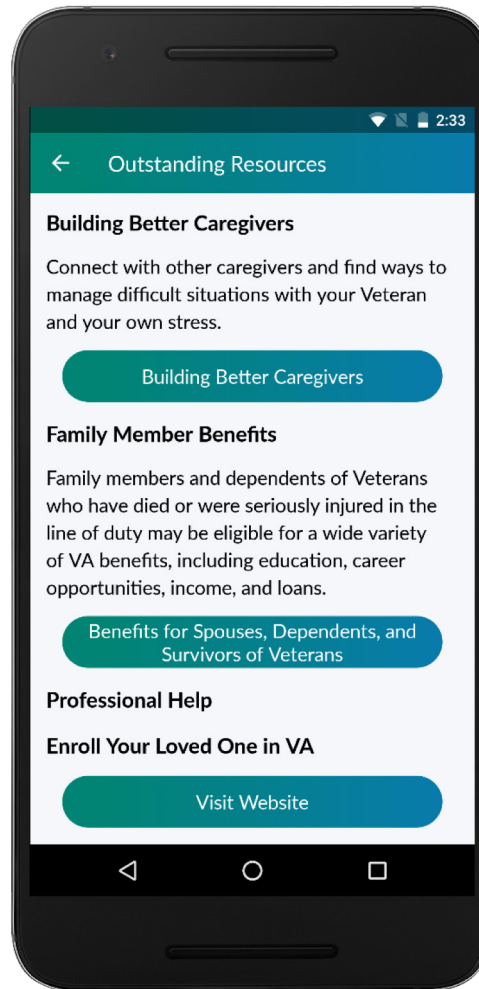 2:33
Outstanding Resources
Building Better Caregivers
Connect with other caregivers and find ways to
manage difficult situations with your Veteran
and your own stress.
Building Better Caregivers
Family Member Benefits
Family members and dependents of Veterans
who have died or were seriously injured in the
line of duty may be eligible for a wide variety
of VA benefits, including education, career
opportunities, income, and loans.
Benefits for Spouses, Dependents, and
Survivors of Veterans
Professional Help
Enroll Your Loved One in VA
Visit Website